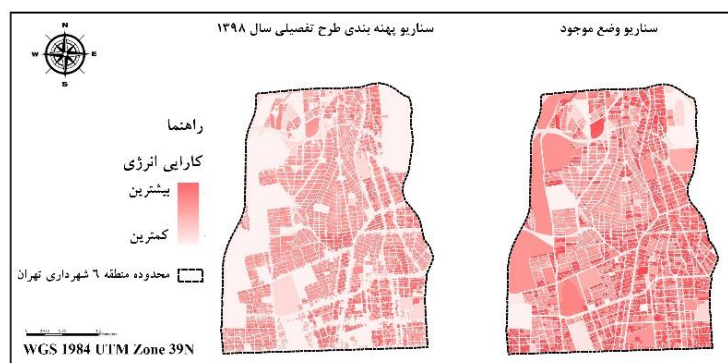 سناریو وضع موجود
سناریو پهنه بندی طرح تفصیلی سال ۱۳۹۸
N
W
E
S
راهنما
کارایی انرژی
بیشترین
کمترین
محدوده منطقه ۶ شهرداری تهران
WGS 1984 UTM Zone 39N